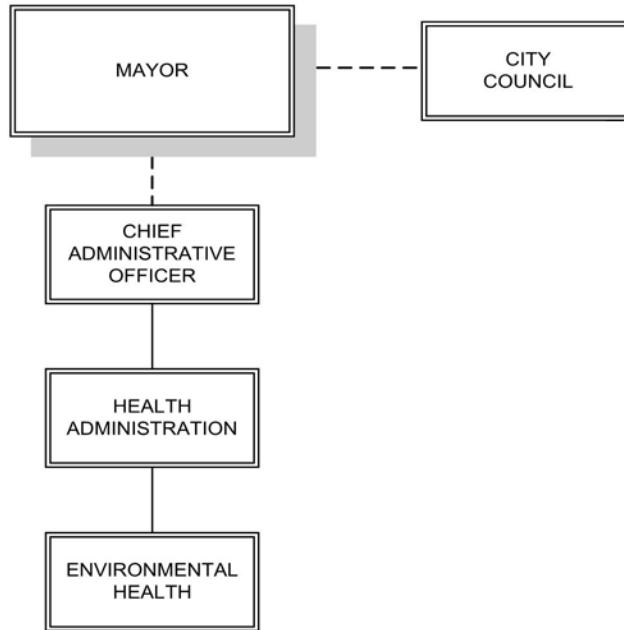 MAYOR
CITY
COUNCIL
CHIEF
ADMINISTRATIVE
OFFICER
HEALTH
ADMINISTRATION
ENVIRONMENTAL
HEALTH